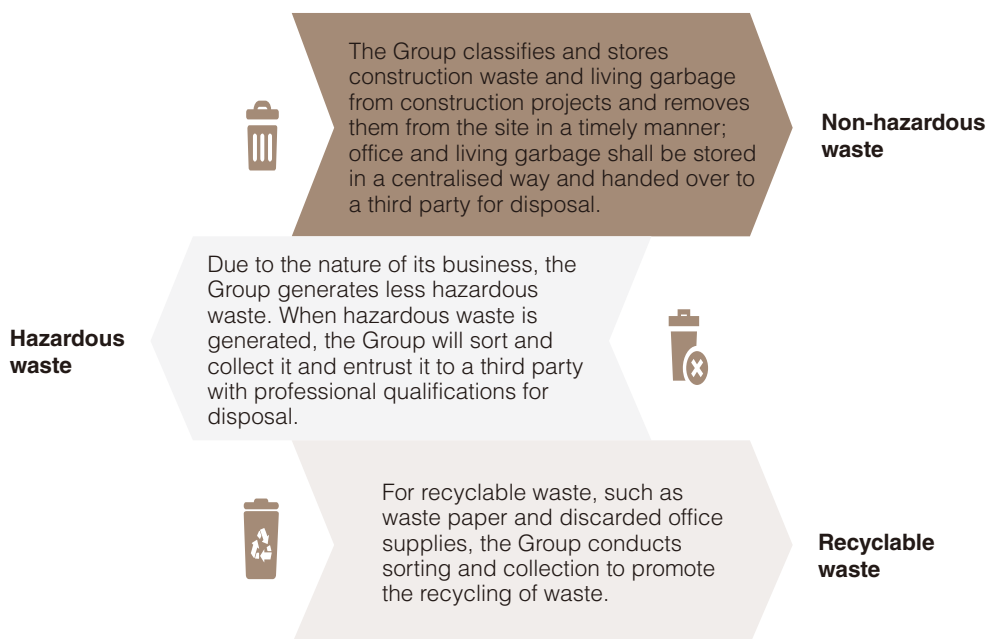 The Group classifies and stores
construction waste and living garbage
from construction projects and removes
them from the site in a timely manner;
office and living garbage shall be stored
in a centralised way and handed over to
a third party for disposal.
Non-hazardous
waste
Hazardous
waste
Due to the nature of its business, the
Group generates less hazardous
waste. When hazardous waste is
generated, the Group will sort and
collect it and entrust it to a third party
with professional qualifications for
disposal.
For recyclable waste, such as
waste paper and discarded office
supplies, the Group conducts
sorting and collection to promote
the recycling of waste.
Recyclable
waste